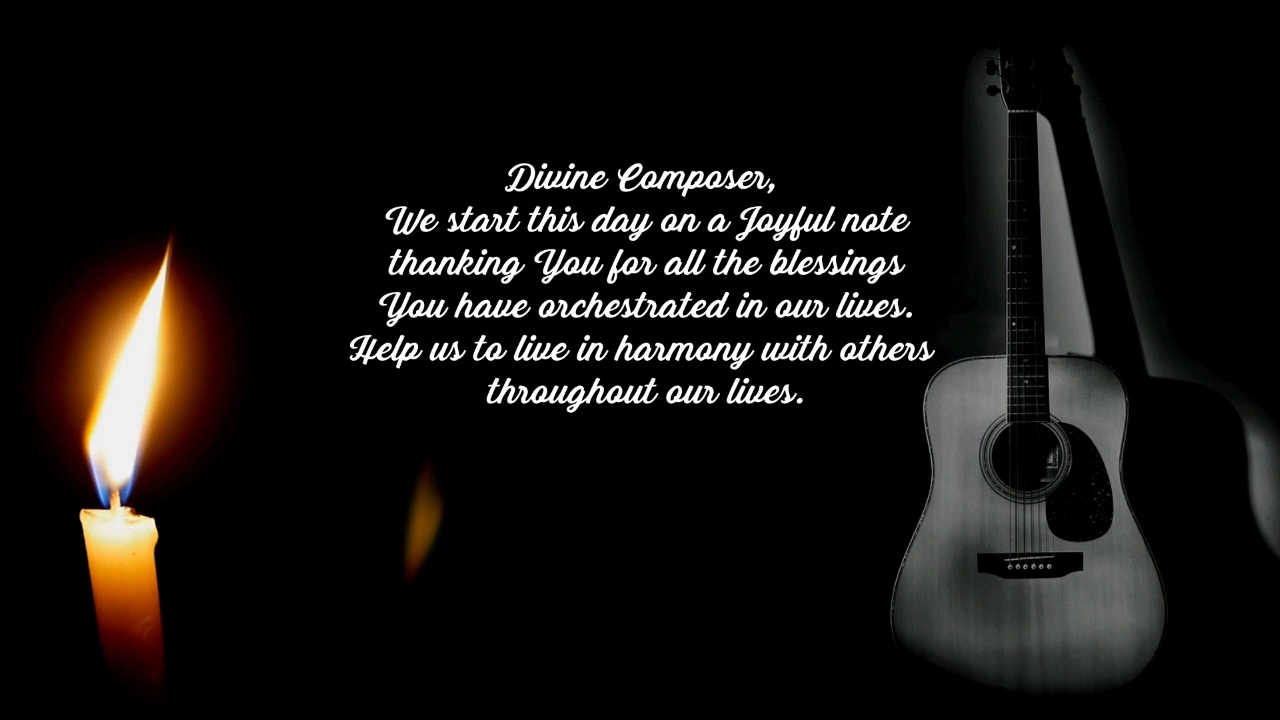 Divine Composer,
We start this day on a Joyful note
thanking You for all the blessings
You have orchestrated in our lives.
Help us to live in harmony with others
throughout our lives.